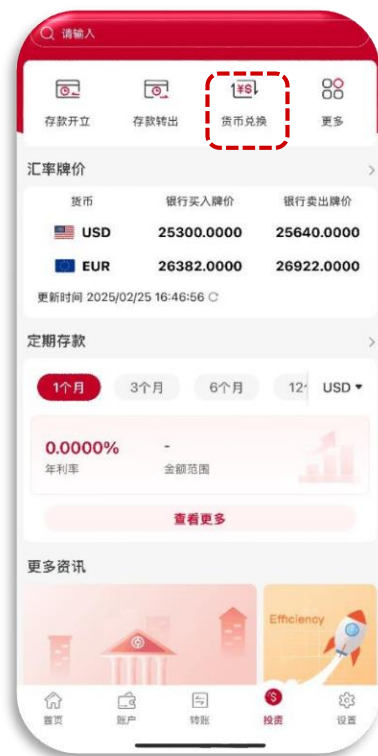 请输入
存款开立 存款转出 货币兑换 更多
汇率牌价
货币 银行买入牌价 银行卖出牌价
USD 25300.0000 25640.0000
EUR 26382.0000 26922.0000
更新时间 2025/02/25 16:46:56
定期存款
1个月 3个月 6个月 12 USD
0.0000% -
年利率 金额范围
查看更多
更多资讯
Efficiency
首页 账户 转账 投资 设置